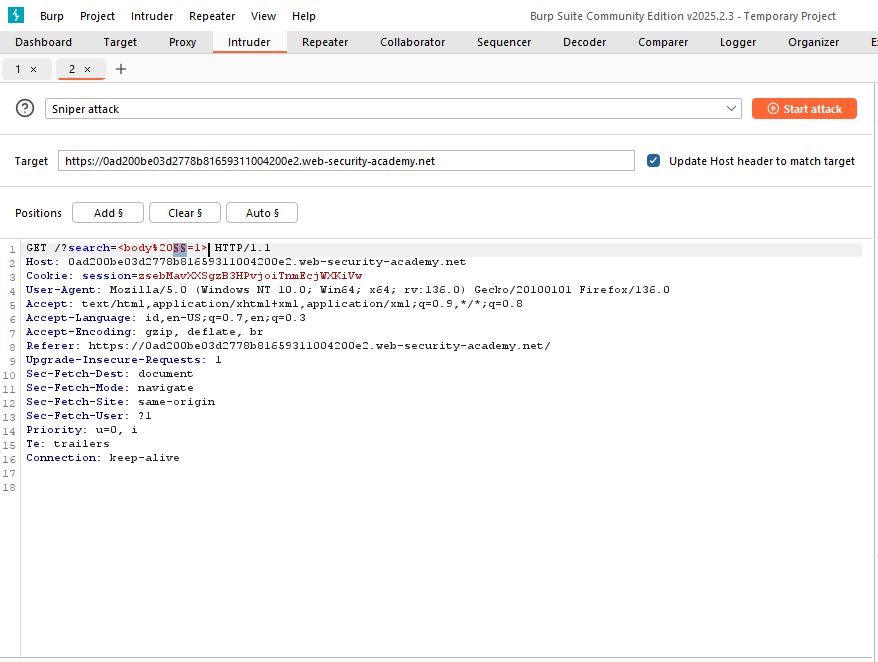 Burp Project Intruder Repeater View Help Burp Suite Community Edition v2025.2.3 - Temporary Project
Dashboard Target Proxy Intruder Repeater Collaborator Sequencer Decoder Comparer Logger Organizer
1 × 2 × +
? Sniper attack Start attack
Target https://0ad200be03d2778b81659311004200e2.web-security-academy.net Update Host header to match target
Positions Add § Clear § Auto §
1 GET /?search=<body%20§§=1> HTTP/1.1
2 Host: 0ad200be03d2778b81659311004200e2.web-security-academy.net
3 Cookie: session=zsebMavXXSgzB3HPvjoiTnmEcjWXKiVw
4 User-Agent: Mozilla/5.0 (Windows NT 10.0; Win64; x64; rv:136.0) Gecko/20100101 Firefox/136.0
5 Accept: text/html,application/xhtml+xml,application/xml;q=0.9,*/*;q=0.8
6 Accept-Language: id,en-US;q=0.7,en;q=0.3
7 Accept-Encoding: gzip, deflate, br
8 Referer: https://0ad200be03d2778b81659311004200e2.web-security-academy.net/
9 Upgrade-Insecure-Requests: 1
10 Sec-Fetch-Dest: document
11 Sec-Fetch-Mode: navigate
12 Sec-Fetch-Site: same-origin
13 Sec-Fetch-User: ?1
14 Priority: u=0, i
15 Te: trailers
16 Connection: keep-alive
17
18